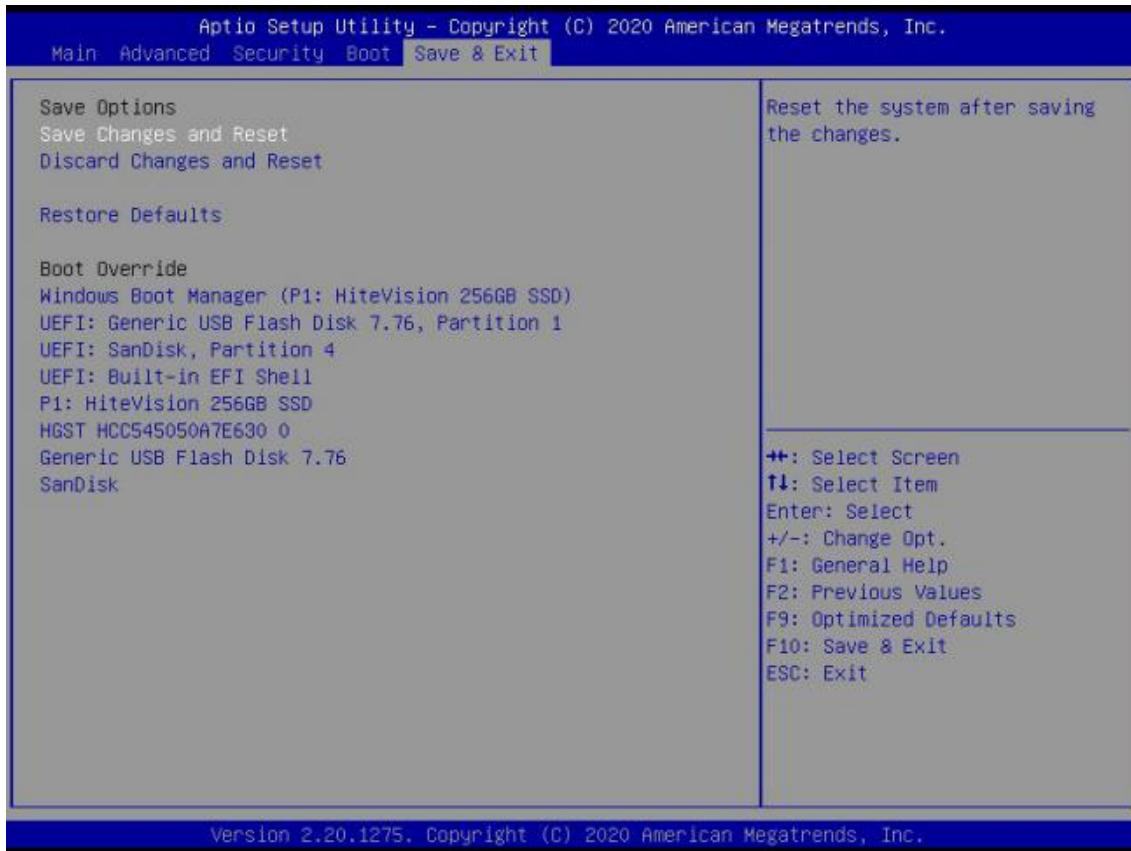 Aptio Setup Utility – Copyright (C) 2020 American Megatrends, Inc.
Main Advanced Security Boot Save & Exit
Save Options
Save Changes and Reset
Discard Changes and Reset
Restore Defaults
Boot Override
Windows Boot Manager (P1: HiteVision 256GB SSD)
UEFI: Generic USB Flash Disk 7.76, Partition 1
UEFI: SanDisk, Partition 4
UEFI: Built-in EFI Shell
P1: HiteVision 256GB SSD
HGST HCC545050A7E630 0
Generic USB Flash Disk 7.76
SanDisk
Reset the system after saving
the changes.
→←: Select Screen
↑↓: Select Item
Enter: Select
+/-: Change Opt.
F1: General Help
F2: Previous Values
F9: Optimized Defaults
F10: Save & Exit
ESC: Exit
Version 2.20.1275. Copyright (C) 2020 American Megatrends, Inc.